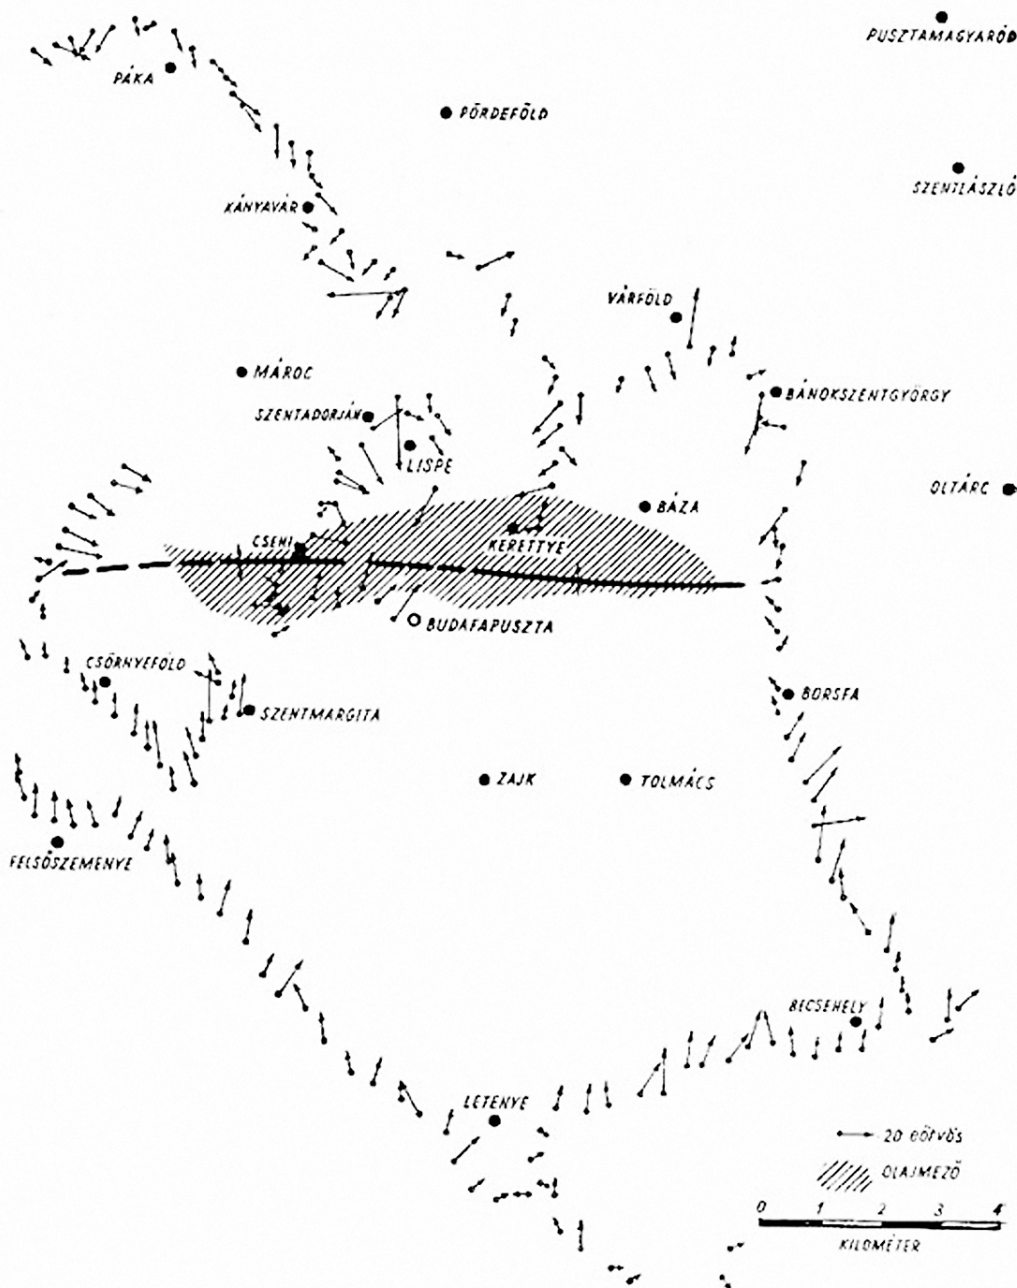 PUSZTAMAGYARÓD
PÁKA
PÖRDEFÖLD
SZENTLÁSZLÓ
KÁNYAVÁR
VÁRFÖLD
MÁROC
BÁNOKSZENTGYÖRGY
SZENTADORJÁN
LISPE
OLTÁRC
BÁZA
CSEHI
KERETTYE
BUDAFAPUSZTA
CSÖRNYEFÖLD
BORSFA
SZENTMARGITA
ZAJK
TOLMÁCS
FELSŐSZEMENYE
BECSEHELY
LETENYE
20 eötvös
OLAJMEZŐ
0 1 2 3 4
KILOMÉTER